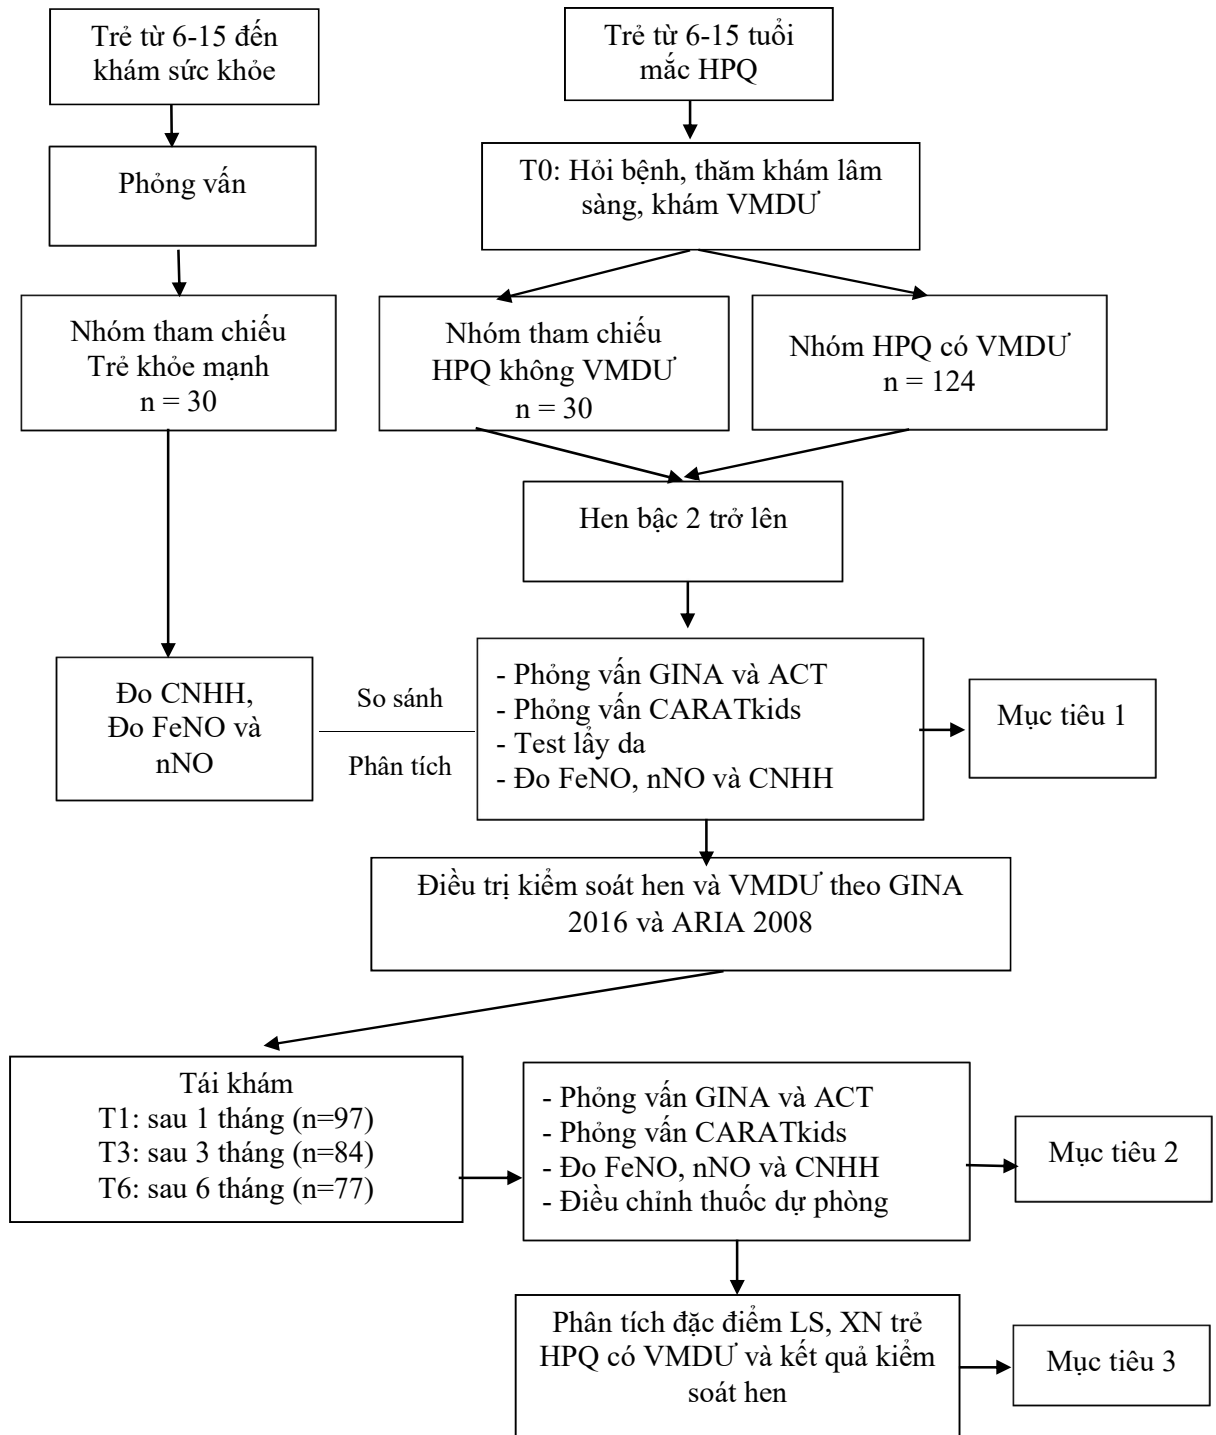 Trẻ từ 6-15 đến
khám sức khỏe
Trẻ từ 6-15 tuổi
mắc HPQ
Phỏng vấn
T0: Hỏi bệnh, thăm khám lâm
sàng, khám VMDƯ
Nhóm tham chiếu
Trẻ khỏe mạnh
n = 30
Nhóm tham chiếu
HPQ không VMDƯ
n = 30
Nhóm HPQ có VMDƯ
n = 124
Hen bậc 2 trở lên
Đo CNHH,
Đo FeNO và
nNO
So sánh
Phân tích
- Phỏng vấn GINA và ACT
- Phỏng vấn CARATkids
- Test lẩy da
- Đo FeNO, nNO và CNHH
Mục tiêu 1
Điều trị kiểm soát hen và VMDƯ theo GINA
2016 và ARIA 2008
Tái khám
T1: sau 1 tháng (n=97)
T3: sau 3 tháng (n=84)
T6: sau 6 tháng (n=77)
- Phỏng vấn GINA và ACT
- Phỏng vấn CARATkids
- Đo FeNO, nNO và CNHH
- Điều chỉnh thuốc dự phòng
Mục tiêu 2
Phân tích đặc điểm LS, XN trẻ
HPQ có VMDƯ và kết quả kiểm
soát hen
Mục tiêu 3